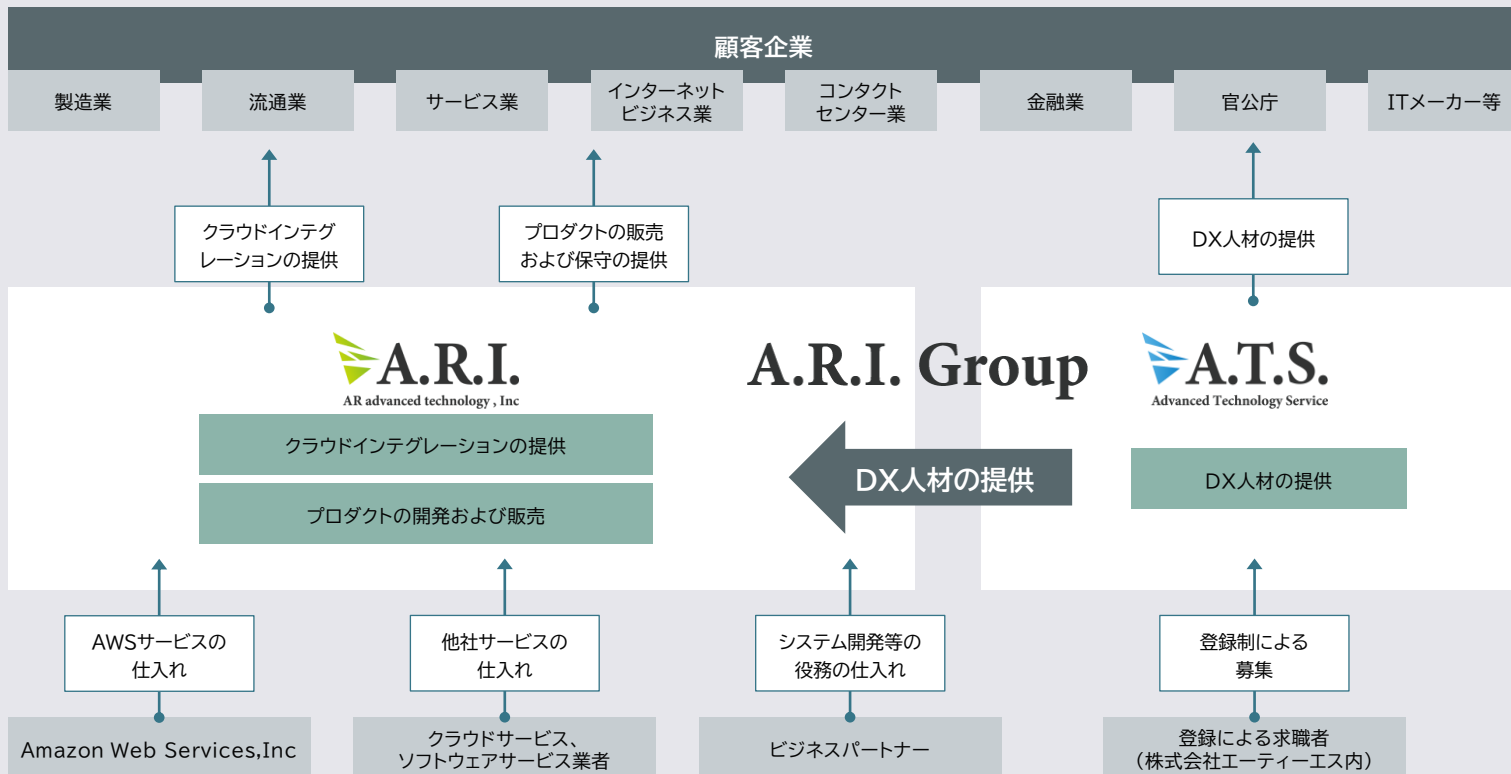 顧客企業
製造業
流通業
サービス業
インターネット
ビジネス業
コンタクト
センター業
金融業
官公庁
ITメーカー等
クラウドインテグ
レーションの提供
プロダクトの販売
および保守の提供
DX人材の提供
A.R.I.
AR advanced technology , Inc
A.R.I. Group
A.T.S.
Advanced Technology Service
クラウドインテグレーションの提供
プロダクトの開発および販売
DX人材の提供
DX人材の提供
AWSサービスの
仕入れ
他社サービスの
仕入れ
システム開発等の
役務の仕入れ
登録制による
募集
Amazon Web Services,Inc
クラウドサービス、
ソフトウェアサービス業者
ビジネスパートナー
登録による求職者
（株式会社エーティーエス内）